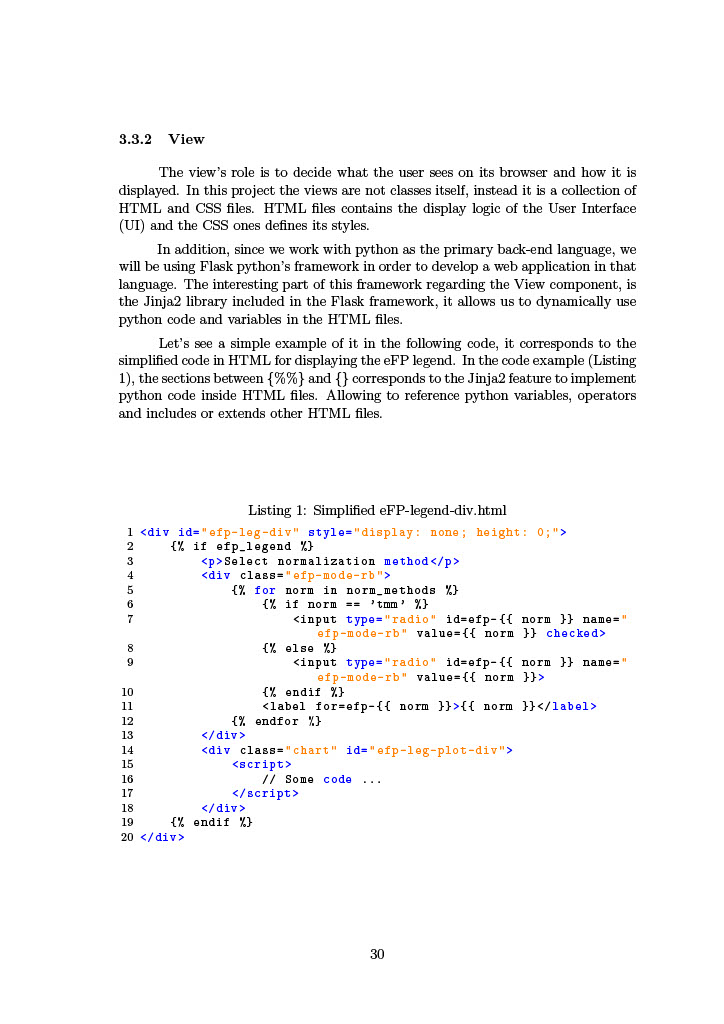 3.3.2 View
The view's role is to decide what the user sees on its browser and how it is
displayed. In this project the views are not classes itself, instead it is a collection of
HTML and CSS files. HTML files contains the display logic of the User Interface
(UI) and the CSS ones defines its styles.
In addition, since we work with python as the primary back-end language, we
will be using Flask python's framework in order to develop a web application in that
language. The interesting part of this framework regarding the View component, is
the Jinja2 library included in the Flask framework, it allows us to dynamically use
python code and variables in the HTML files.
Let's see a simple example of it in the following code, it corresponds to the
simplified code in HTML for displaying the eFP legend. In the code example (Listing
1), the sections between {%%} and {} corresponds to the Jinja2 feature to implement
python code inside HTML files. Allowing to reference python variables, operators
and includes or extends other HTML files.
Listing 1: Simplified eFP-legend-div.html
1 <div id="efp-leg-div" style="display: none; height: 0;">
2 {% if efp_legend %}
3 <p>Select normalization method</p>
4 <div class="efp-mode-rb">
5 {% for norm in norm_methods %}
6 {% if norm == 'tmm' %}
7 <input type="radio" id=efp-{{ norm }} name="
efp-mode-rb" value={{ norm }} checked>
8 {% else %}
9 <input type="radio" id=efp-{{ norm }} name="
efp-mode-rb" value={{ norm }}>
10 {% endif %}
11 <label for=efp-{{ norm }}>{{ norm }}</label>
12 {% endfor %}
13 </div>
14 <div class="chart" id="efp-leg-plot-div">
15 <script>
16 // Some code ...
17 </script>
18 </div>
19 {% endif %}
20 </div>
30